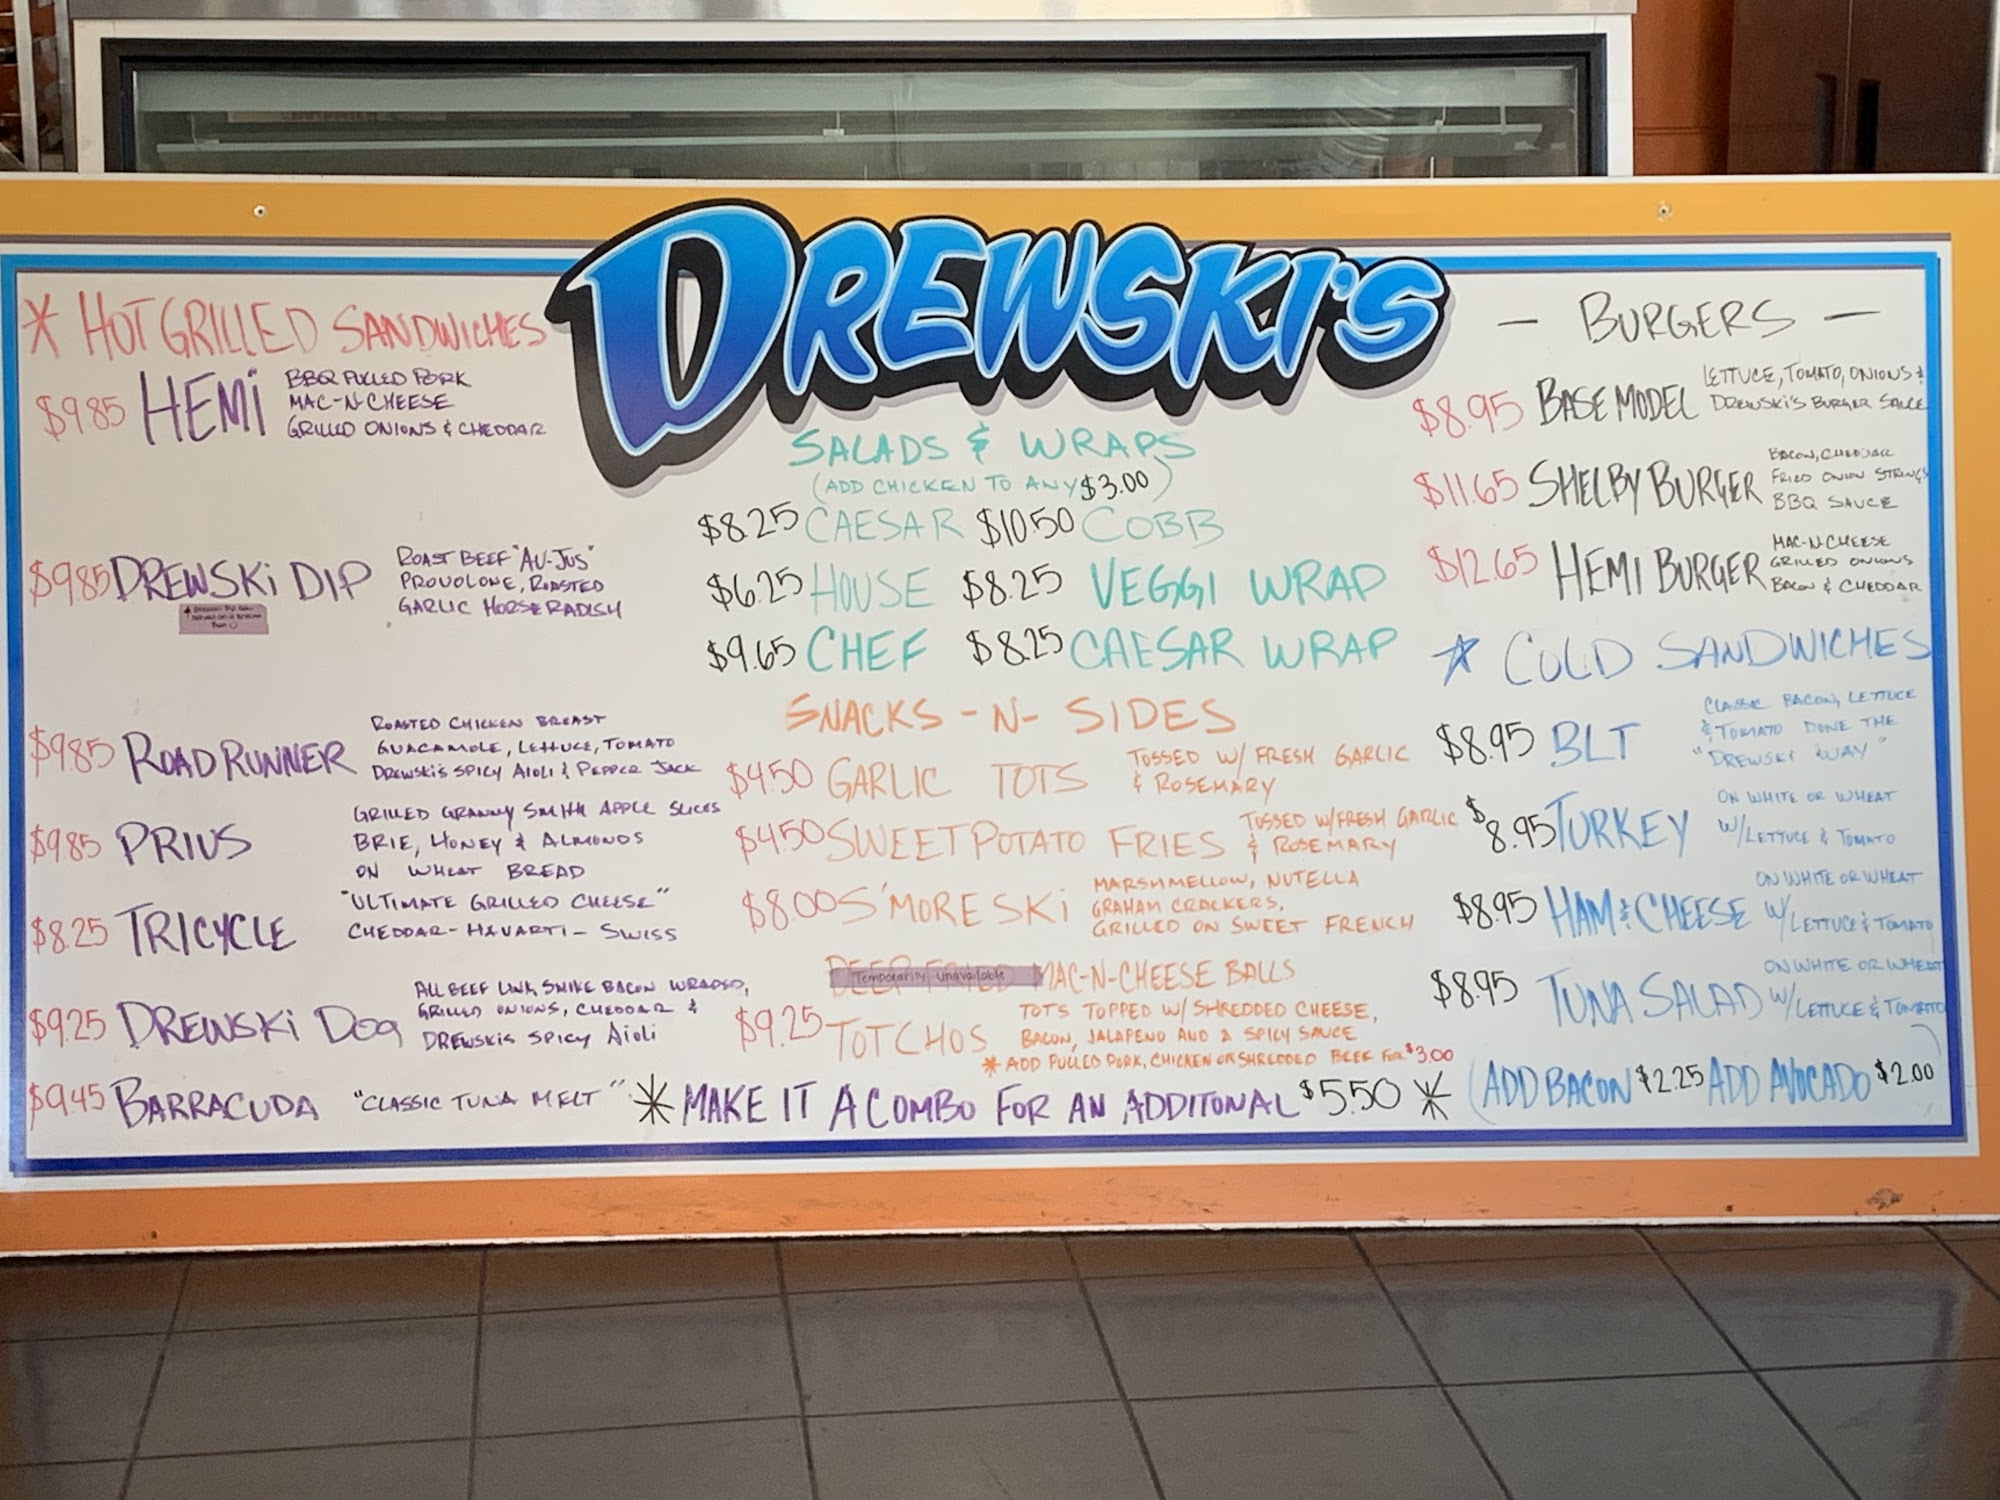 DREWSKI'S
* HOT GRILLED SANDWICHES
$9.85 HEMI
BBQ PULLED PORK
MAC-N-CHEESE
GRILLED ONIONS & CHEDDAR
$9.85 DREWSKi DIP
ROAST BEEF "AU-JUS"
PROVOLONE, ROASTED
GARLIC HORSERADISH
$9.85 ROADRUNNER
ROASTED CHICKEN BREAST
GUACAMOLE, LETTUCE, TOMATO
DREWSKi'S SPICY AIOLI & PEPPER JACK
$9.85 PRIUS
GRILLED GRANNY SMITH APPLE SLICES
BRIE, HONEY & ALMONDS
ON WHEAT BREAD
$8.25 TRICYCLE
"ULTIMATE GRILLED CHEESE"
CHEDDAR-HAVARTI-SWISS
$9.25 DREWSKi DOG
ALL BEEF LINK, SMIKE BACON WRAPPED,
GRILLED ONIONS, CHEDDAR &
DREWSKIS SPICY AiOLi
$9.45 BARRACUDA "CLASSIC TUNA MELT"
SALADS & WRAPS
(ADD CHICKEN TO ANY $3.00)
$8.25 CAESAR $10.50 COBB
$6.25 HOUSE $8.25 VEGGI WRAP
$9.65 CHEF $8.25 CAESAR WRAP
SNACKS -N- SIDES
$4.50 GARLIC TOTS
TOSSED W/ FRESH GARLIC
& ROSEMARY
$4.50 SWEET POTATO FRIES
TOSSED W/FRESH GARLIC
& ROSEMARY
$8.00 S'MORE SKi
MARSHMELLOW, NUTELLA
GRAHAM CRACKERS,
GRILLED ON SWEET FRENCH
DEEP FRIED MAC-N-CHEESE BALLS
Temporarily unavailable
$9.25 TOTCHOS
TOTS TOPPED W/ SHREDDED CHEESE,
BACON, JALAPENO AND A SPICY SAUCE
* ADD PULLED PORK, CHICKEN OR SHREDDED BEEF FOR $3.00
* MAKE IT A COMBO FOR AN ADDITONAL $5.50 *
- BURGERS -
$8.95 BASE MODEL
LETTUCE, TOMATO, ONIONS &
DREWSKI'S BURGER SAUCE
$11.65 SHELBY BURGER
BACON, CHEDDAR
FRIED ONION STRINGS
BBQ SAUCE
$12.65 HEMI BURGER
MAC-N-CHEESE
GRILLED ONIONS
BACON & CHEDDAR
* COLD SANDWICHES
$8.95 BLT
CLASSIC BACON, LETTUCE
& TOMATO DONE THE
"DREWSKI WAY"
$8.95 TURKEY
ON WHITE OR WHEAT
W/LETTUCE & TOMATO
$8.95 HAM & CHEESE
ON WHITE OR WHEAT
W/LETTUCE & TOMATO
$8.95 TUNA SALAD
ON WHITE OR WHEAT
W/LETTUCE & TOMATO
(ADD BACON $2.25 ADD AVOCADO $2.00)